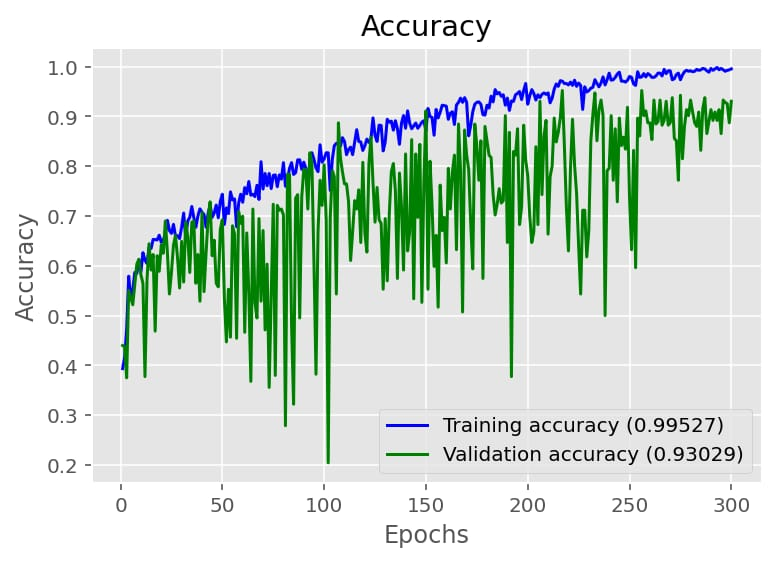 Accuracy
1.0
0.9
0.8
0.7
0.6
0.5
0.4
0.3
0.2
Accuracy
Training accuracy (0.99527)
Validation accuracy (0.93029)
0 50 100 150 200 250 300
Epochs